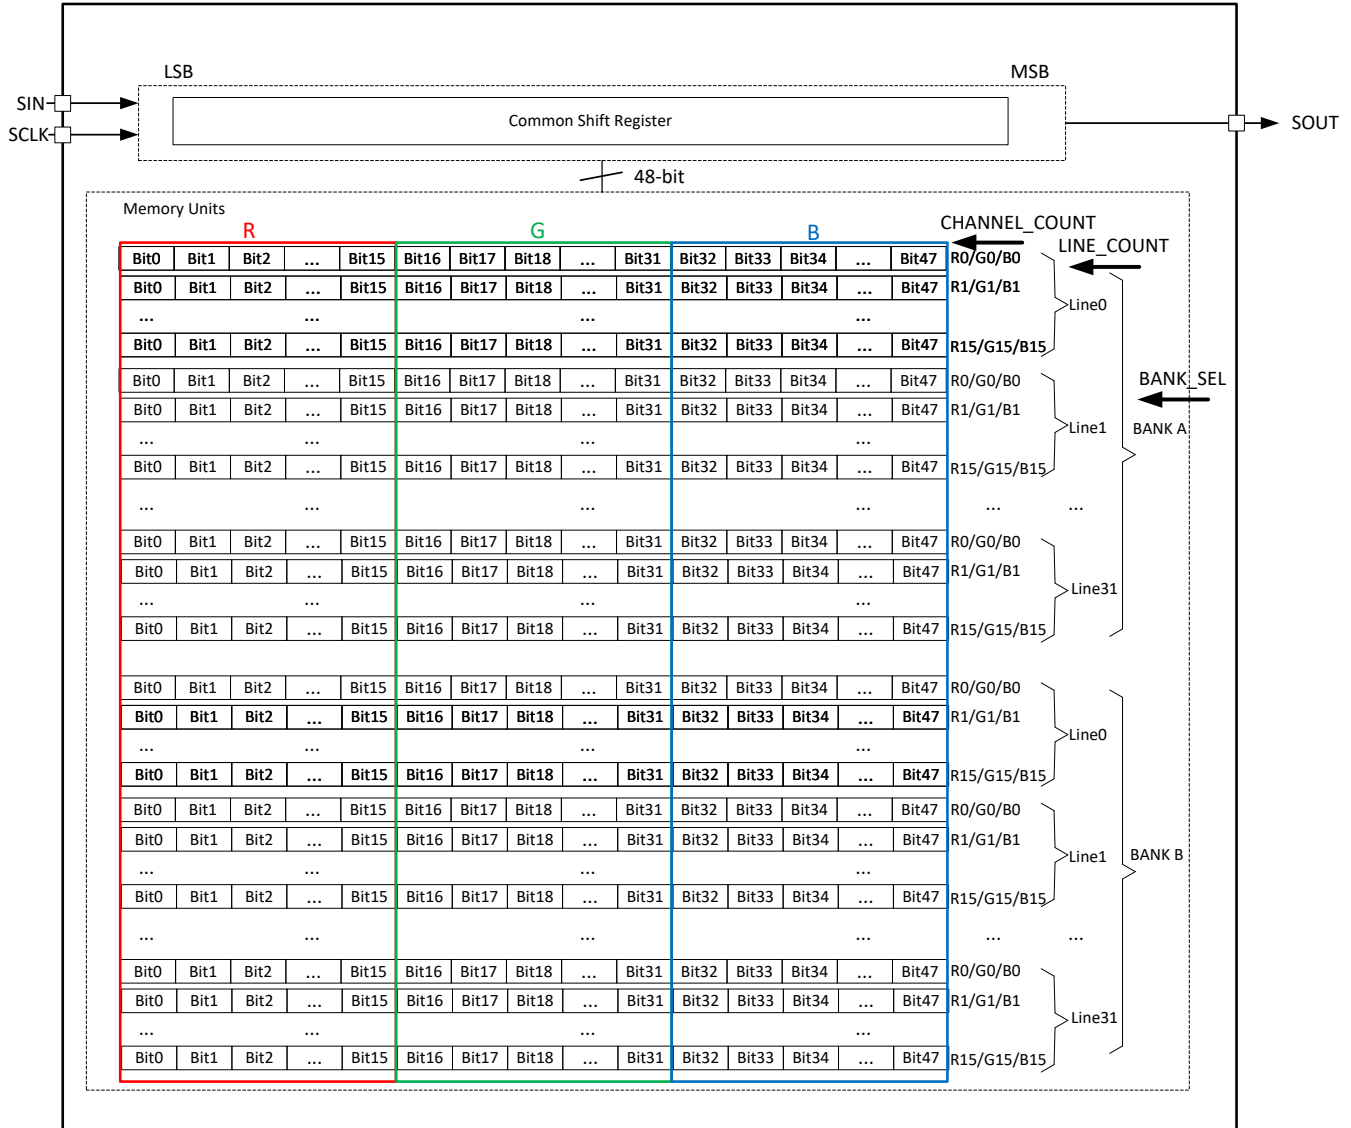 LSB MSB
SIN
SCLK
Common Shift Register
SOUT
48-bit
Memory Units
R G B
CHANNEL_COUNT
LINE_COUNT
Bit0 Bit1 Bit2 ... Bit15 Bit16 Bit17 Bit18 ... Bit31 Bit32 Bit33 Bit34 ... Bit47 R0/G0/B0
Bit0 Bit1 Bit2 ... Bit15 Bit16 Bit17 Bit18 ... Bit31 Bit32 Bit33 Bit34 ... Bit47 R1/G1/B1
... ... ... ... Line0
Bit0 Bit1 Bit2 ... Bit15 Bit16 Bit17 Bit18 ... Bit31 Bit32 Bit33 Bit34 ... Bit47 R15/G15/B15
Bit0 Bit1 Bit2 ... Bit15 Bit16 Bit17 Bit18 ... Bit31 Bit32 Bit33 Bit34 ... Bit47 R0/G0/B0
BANK_SEL
Bit0 Bit1 Bit2 ... Bit15 Bit16 Bit17 Bit18 ... Bit31 Bit32 Bit33 Bit34 ... Bit47 R1/G1/B1
... ... ... ... Line1 BANK A
Bit0 Bit1 Bit2 ... Bit15 Bit16 Bit17 Bit18 ... Bit31 Bit32 Bit33 Bit34 ... Bit47 R15/G15/B15
... ... ... ... ... ...
Bit0 Bit1 Bit2 ... Bit15 Bit16 Bit17 Bit18 ... Bit31 Bit32 Bit33 Bit34 ... Bit47 R0/G0/B0
Bit0 Bit1 Bit2 ... Bit15 Bit16 Bit17 Bit18 ... Bit31 Bit32 Bit33 Bit34 ... Bit47 R1/G1/B1
... ... ... ... Line31
Bit0 Bit1 Bit2 ... Bit15 Bit16 Bit17 Bit18 ... Bit31 Bit32 Bit33 Bit34 ... Bit47 R15/G15/B15
Bit0 Bit1 Bit2 ... Bit15 Bit16 Bit17 Bit18 ... Bit31 Bit32 Bit33 Bit34 ... Bit47 R0/G0/B0
Bit0 Bit1 Bit2 ... Bit15 Bit16 Bit17 Bit18 ... Bit31 Bit32 Bit33 Bit34 ... Bit47 R1/G1/B1
... ... ... ... Line0
Bit0 Bit1 Bit2 ... Bit15 Bit16 Bit17 Bit18 ... Bit31 Bit32 Bit33 Bit34 ... Bit47 R15/G15/B15
Bit0 Bit1 Bit2 ... Bit15 Bit16 Bit17 Bit18 ... Bit31 Bit32 Bit33 Bit34 ... Bit47 R0/G0/B0
Bit0 Bit1 Bit2 ... Bit15 Bit16 Bit17 Bit18 ... Bit31 Bit32 Bit33 Bit34 ... Bit47 R1/G1/B1
... ... ... ... Line1 BANK B
Bit0 Bit1 Bit2 ... Bit15 Bit16 Bit17 Bit18 ... Bit31 Bit32 Bit33 Bit34 ... Bit47 R15/G15/B15
... ... ... ... ... ...
Bit0 Bit1 Bit2 ... Bit15 Bit16 Bit17 Bit18 ... Bit31 Bit32 Bit33 Bit34 ... Bit47 R0/G0/B0
Bit0 Bit1 Bit2 ... Bit15 Bit16 Bit17 Bit18 ... Bit31 Bit32 Bit33 Bit34 ... Bit47 R1/G1/B1
... ... ... ... Line31
Bit0 Bit1 Bit2 ... Bit15 Bit16 Bit17 Bit18 ... Bit31 Bit32 Bit33 Bit34 ... Bit47 R15/G15/B15